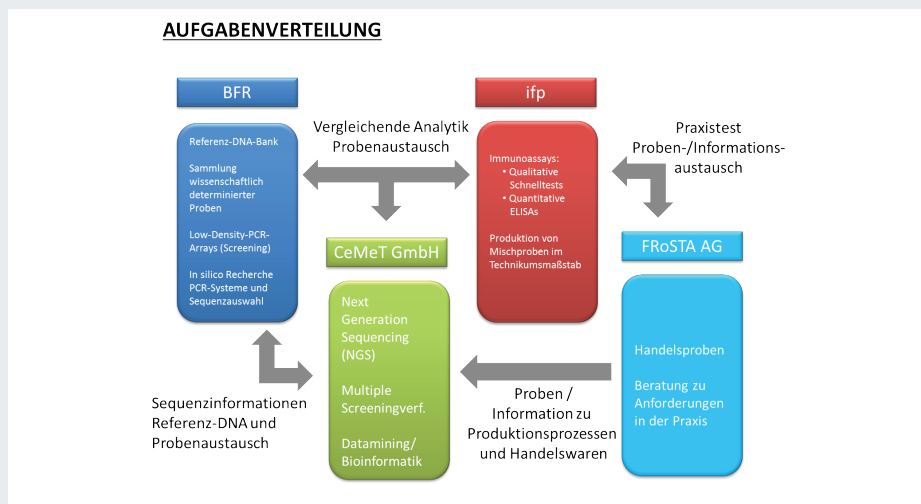 AUFGABENVERTEILUNG
BFR
Referenz-DNA-Bank
Sammlung
wissenschaftlich
determinierter
Proben
Low-Density-PCR-
Arrays (Screening)
In silico Recherche
PCR-Systeme und
Sequenzauswahl
Vergleichende Analytik
Probenaustausch
ifp
Immunoassays:
• Qualitative
Schnelltests
• Quantitative
ELISAs
Produktion von
Mischproben im
Technikumsmaßstab
Praxistest
Proben-/Informations-
austausch
CeMeT GmbH
Next
Generation
Sequencing
(NGS)
Multiple
Screeningverf.
Datamining/
Bioinformatik
FRoSTA AG
Handelsproben
Beratung zu
Anforderungen
in der Praxis
Sequenzinformationen
Referenz-DNA und
Probenaustausch
Proben /
Information zu
Produktionsprozessen
und Handelswaren